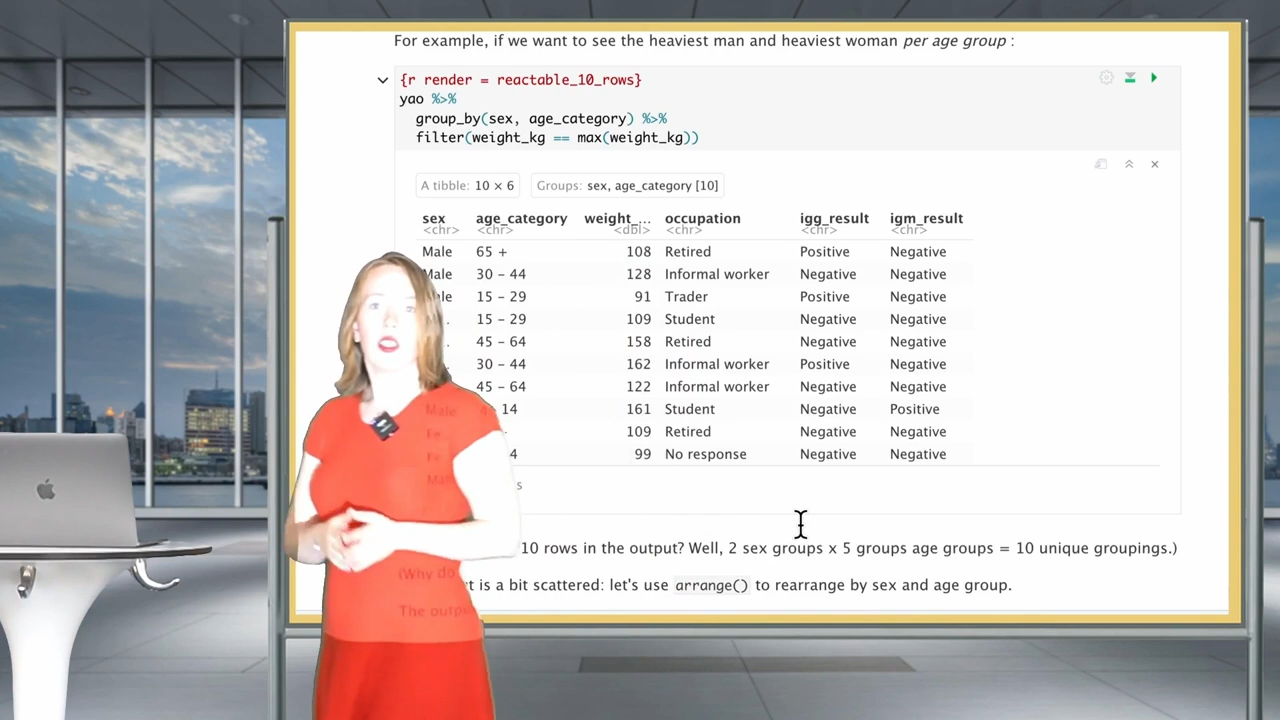 For example, if we want to see the heaviest man and heaviest woman per age group :
{r render = reactable_10_rows}
yao %>%
group_by(sex, age_category) %>%
filter(weight_kg == max(weight_kg))
A tibble: 10 × 6 Groups: sex, age_category [10]
sex age_category weight_... occupation igg_result igm_result
<chr> <chr> <dbl> <chr> <chr> <chr>
Male 65 + 108 Retired Positive Negative
Male 30 – 44 128 Informal worker Negative Negative
15 – 29 91 Trader Positive Negative
15 – 29 109 Student Negative Negative
45 – 64 158 Retired Negative Negative
30 – 44 162 Informal worker Positive Negative
45 – 64 122 Informal worker Negative Negative
Male 14 161 Student Negative Positive
109 Retired Negative Negative
99 No response Negative Negative
(Why do
10 rows in the output? Well, 2 sex groups x 5 groups age groups = 10 unique groupings.)
The
is a bit scattered: let's use arrange() to rearrange by sex and age group.